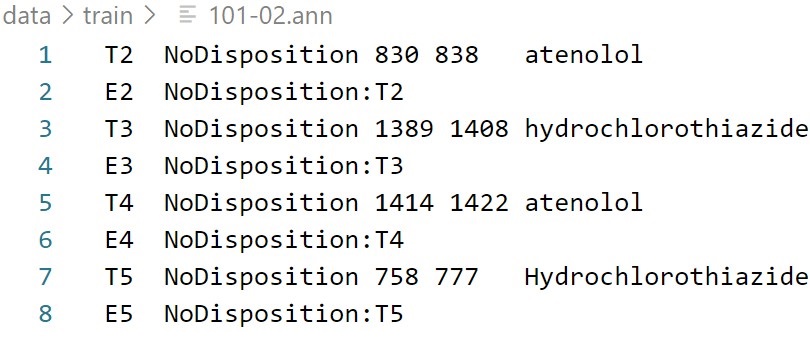 data > train > 101-02.ann
1 T2 NoDisposition 830 838 atenolol
2 E2 NoDisposition:T2
3 T3 NoDisposition 1389 1408 hydrochlorothiazide
4 E3 NoDisposition:T3
5 T4 NoDisposition 1414 1422 atenolol
6 E4 NoDisposition:T4
7 T5 NoDisposition 758 777 Hydrochlorothiazide
8 E5 NoDisposition:T5